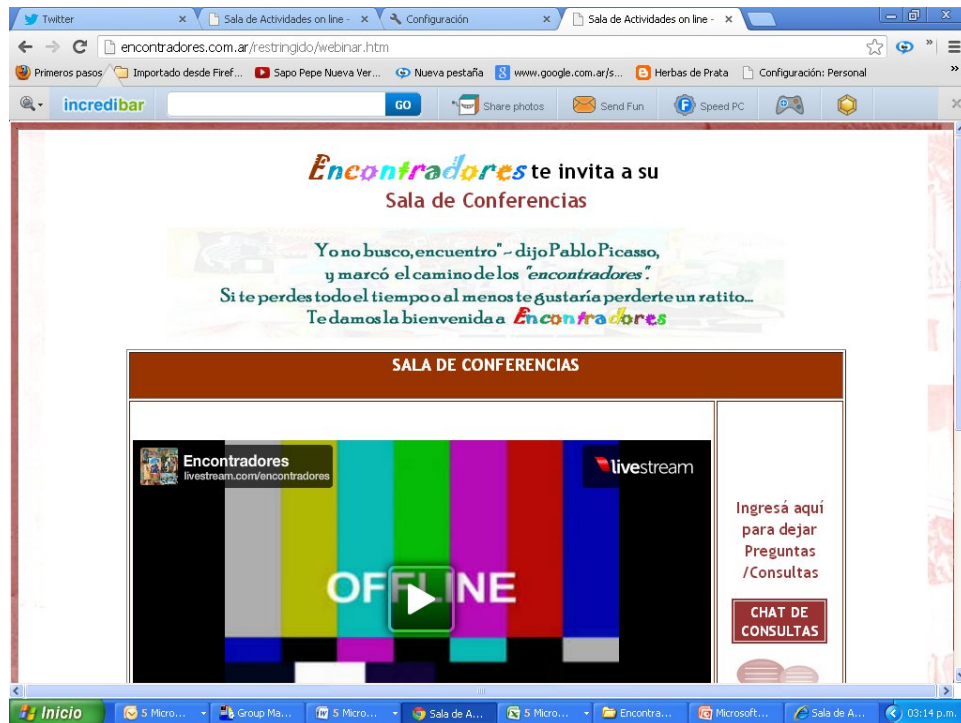 Twitter
Sala de Actividades on line -
Configuración
Sala de Actividades on line -
encontradores.com.ar/restringido/webinar.htm
Primeros pasos
Importado desde Firef...
Sapo Pepe Nueva Ver...
Nueva pestaña
www.google.com.ar/s...
Herbas de Prata
Configuración: Personal
incredibar
GO
Share photos
Send Fun
Speed PC
Encontradores te invita a su
Sala de Conferencias
Yo no busco, encuentro"~ dijo Pablo Picasso,
y marcó el camino de los "encontradores".
Si te perdes todo el tiempo o al menos te gustaría perderte un ratito...
Te damos la bienvenida a Encontradores
SALA DE CONFERENCIAS
Encontradores
livestream.com/encontradores
livestream
OFFLINE
Ingresá aquí
para dejar
Preguntas
/Consultas
CHAT DE
CONSULTAS
Inicio
5 Micro...
Group Ma...
5 Micro...
Sala de A...
5 Micro...
Encontra...
Microsoft...
Sala de A...
03:14 p.m.